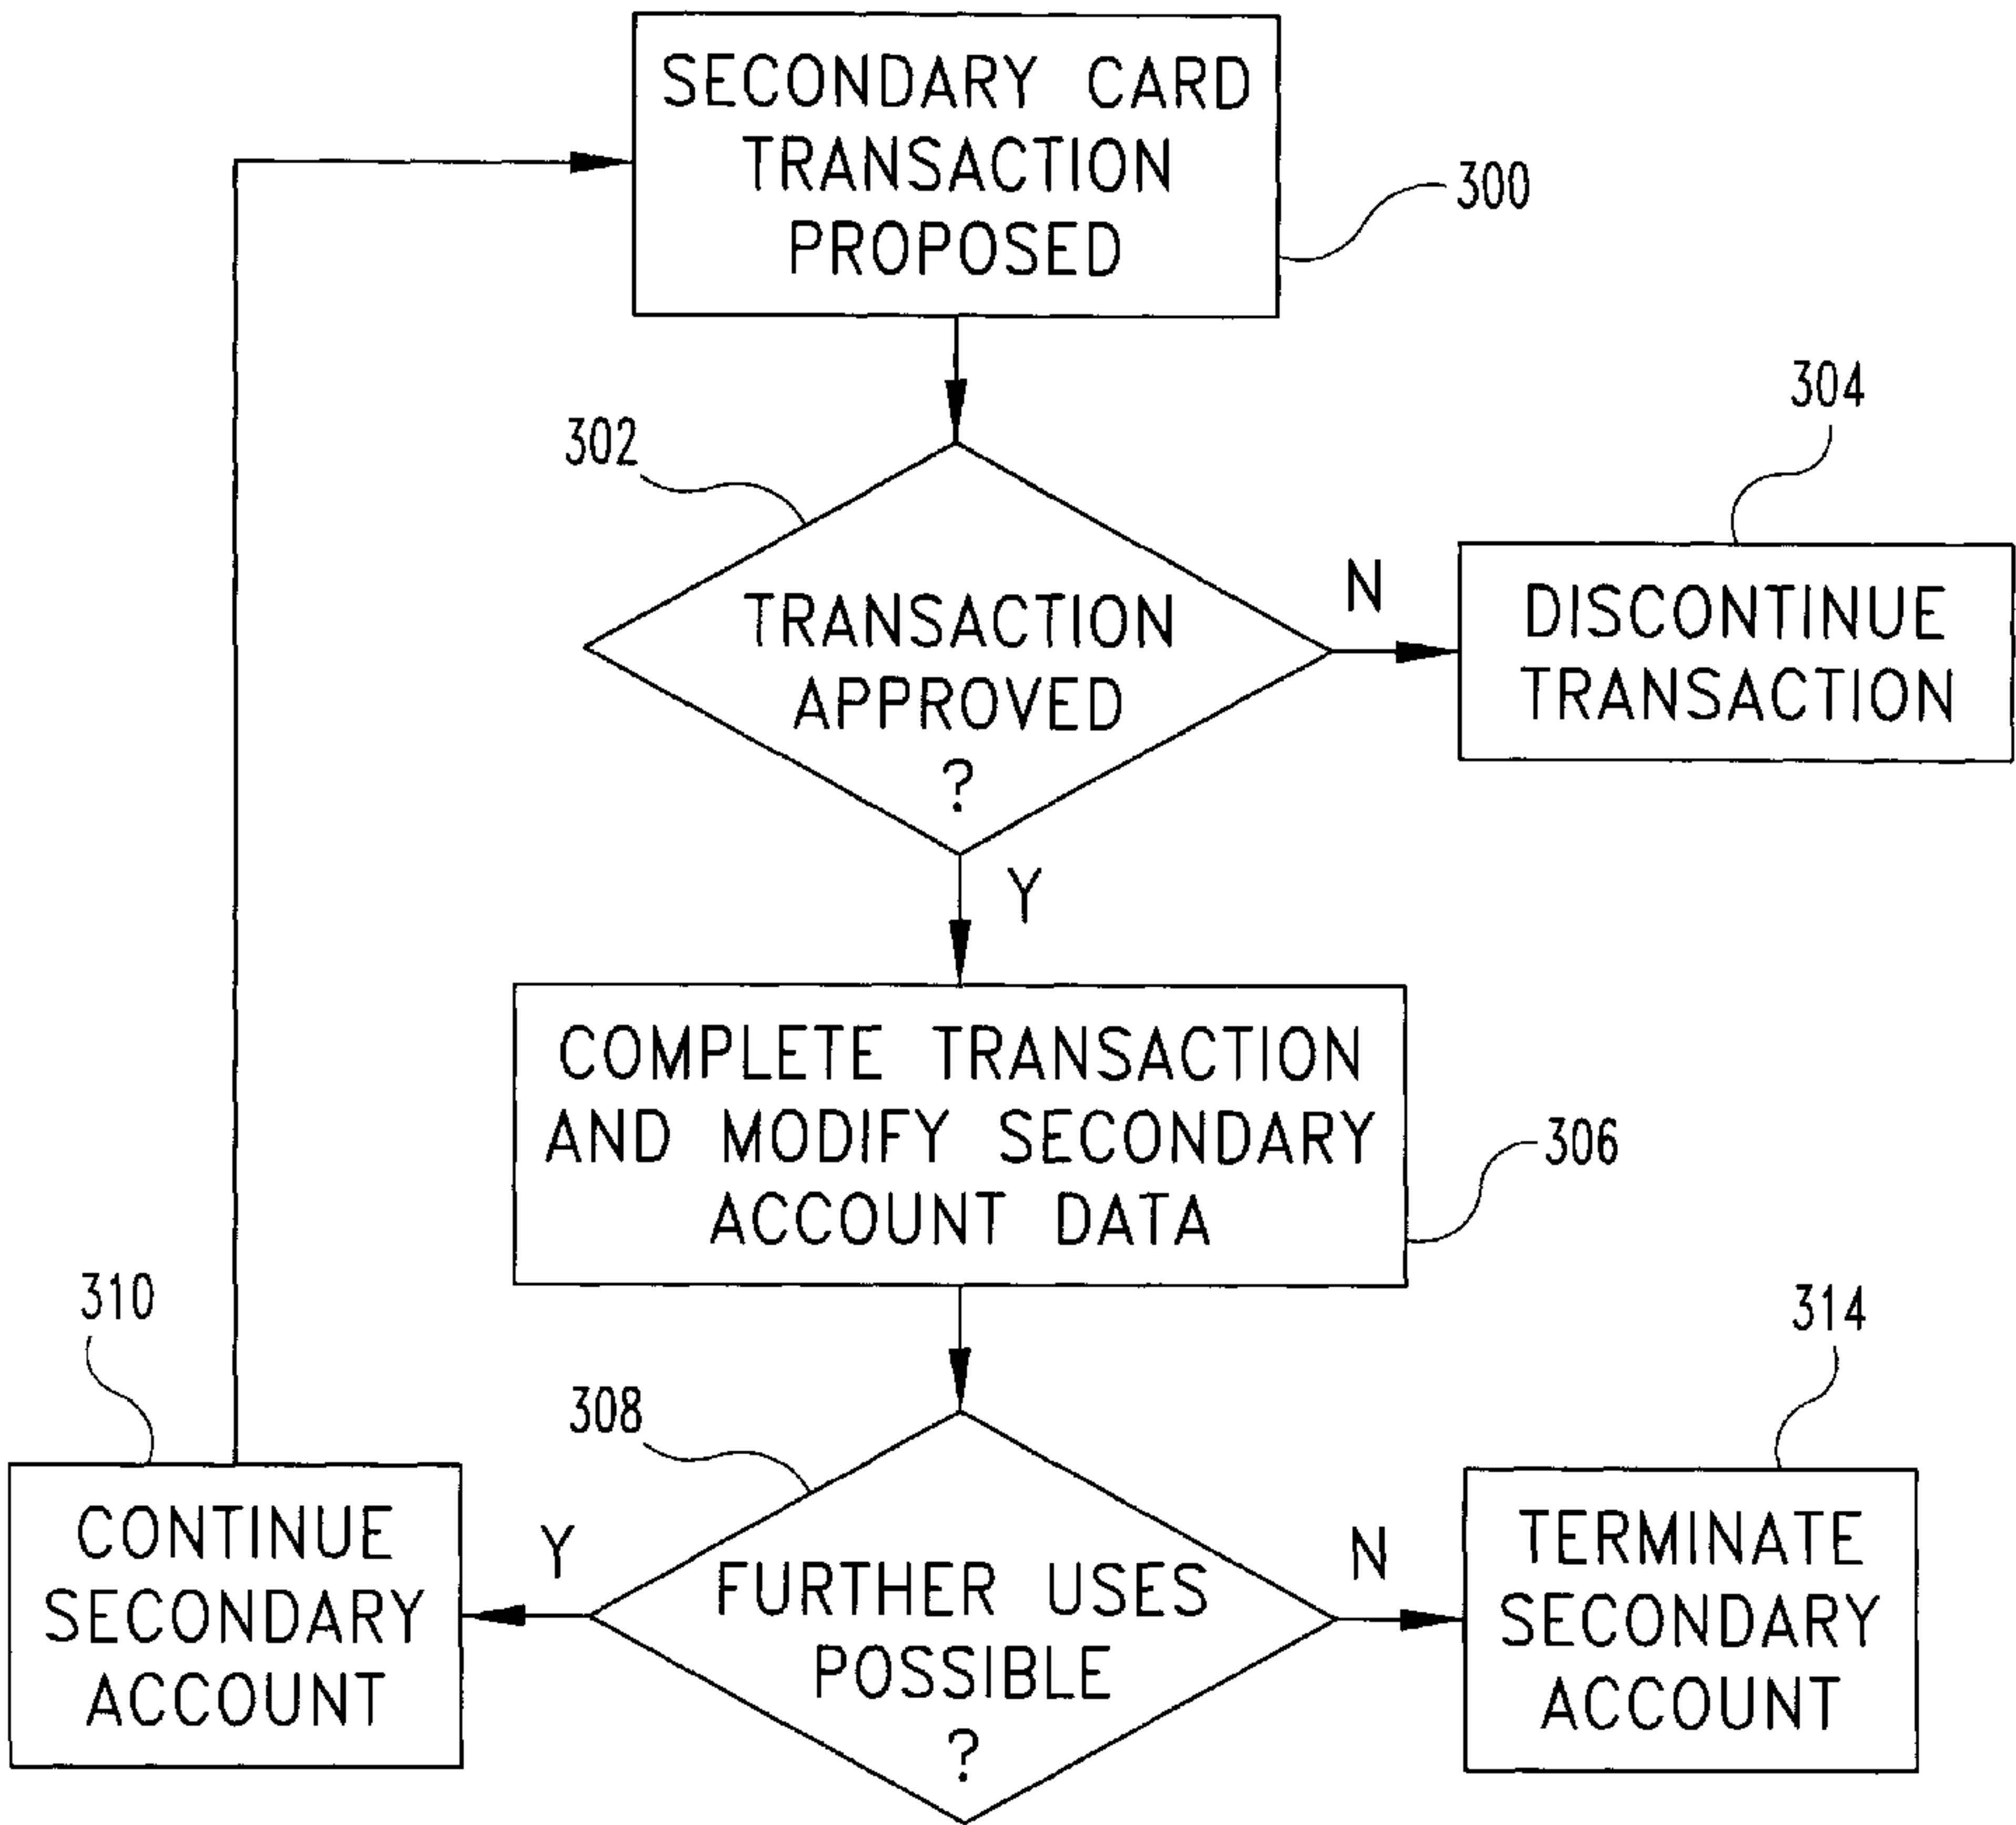 SECONDARY CARD
TRANSACTION
PROPOSED
300
302
TRANSACTION
APPROVED
?
N
304
DISCONTINUE
TRANSACTION
Y
COMPLETE TRANSACTION
AND MODIFY SECONDARY
ACCOUNT DATA
306
308
FURTHER USES
POSSIBLE
?
Y
310
CONTINUE
SECONDARY
ACCOUNT
N
314
TERMINATE
SECONDARY
ACCOUNT